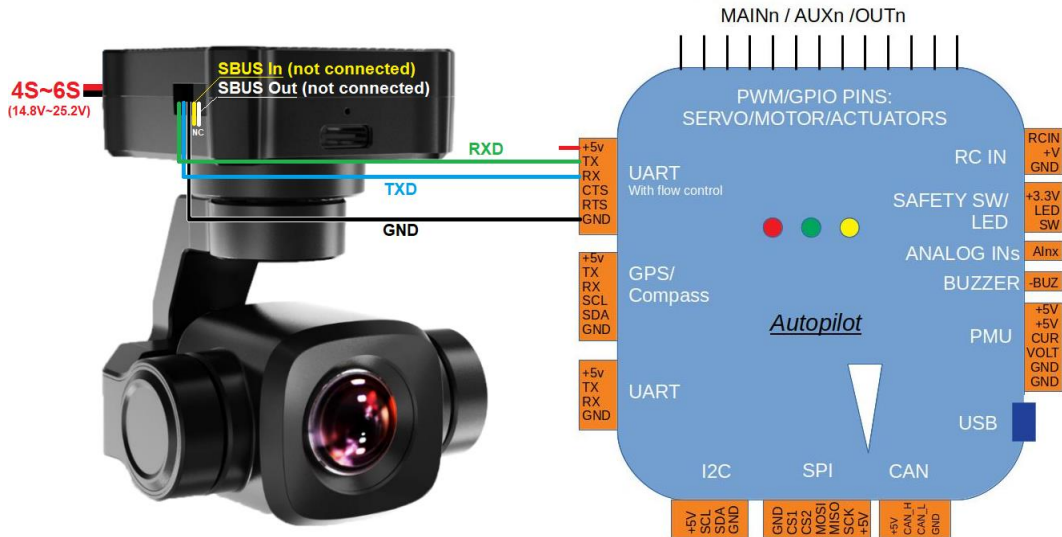 MAINn / AUXn /OUTn
SBUS In (not connected)
SBUS Out (not connected)
4S~6S
(14.8V~25.2V)
NC
RXD
TXD
GND
PWM/GPIO PINS:
SERVO/MOTOR/ACTUATORS
+5v
TX
RX
CTS
RTS
GND
UART
With flow control
RC IN
RCIN
+V
GND
SAFETY SW/
LED
+3.3V
LED
SW
ANALOG INs
AInx
BUZZER
-BUZ
+5v
TX
RX
SCL
SDA
GND
GPS/
Compass
Autopilot
PMU
+5V
+5V
CUR
VOLT
GND
GND
+5v
TX
RX
GND
UART
USB
I2C
SPI
CAN
+5V
SCL
SDA
GND
GND
CS1
CS2
MOSI
MISO
SCK
+5V
+5V
CAN_H
CAN_L
GND